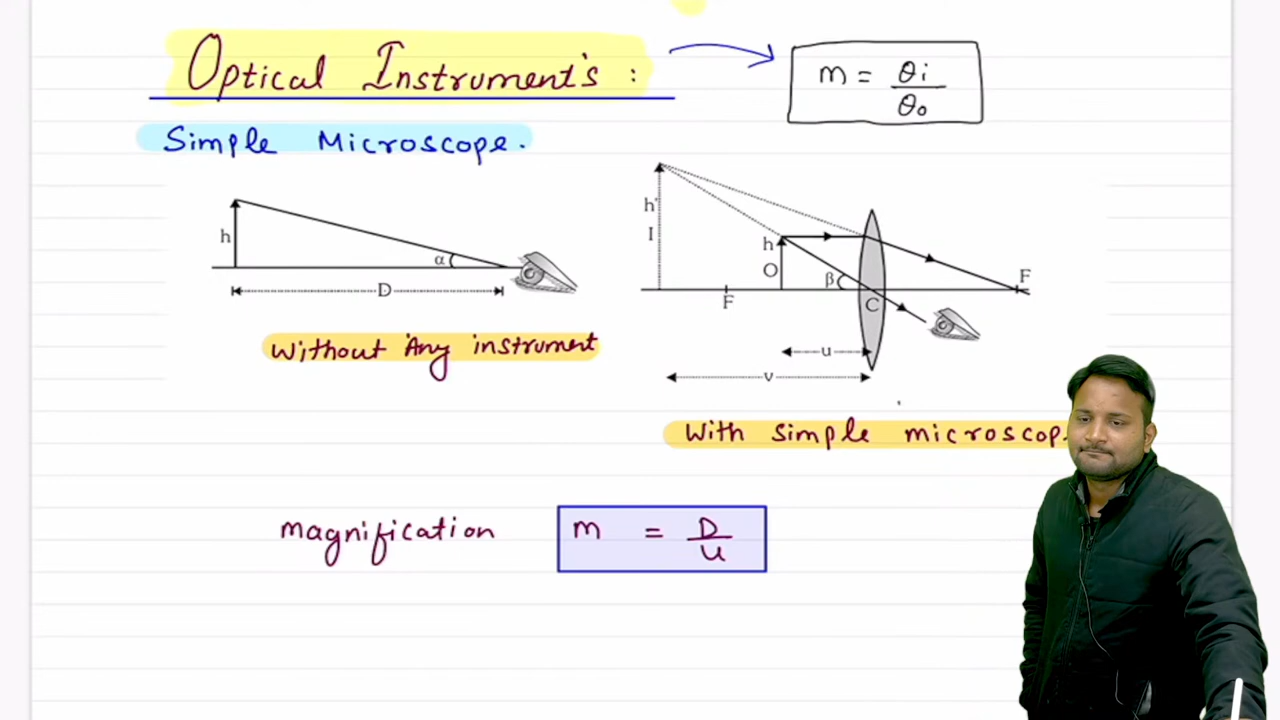 Optical Instrument's :
m = θi / θo
Simple Microscope.
h
α
D
h'
I
h
O
β
F
C
F
u
v
Without Any instrument
With simple microscop
magnification m = D / u